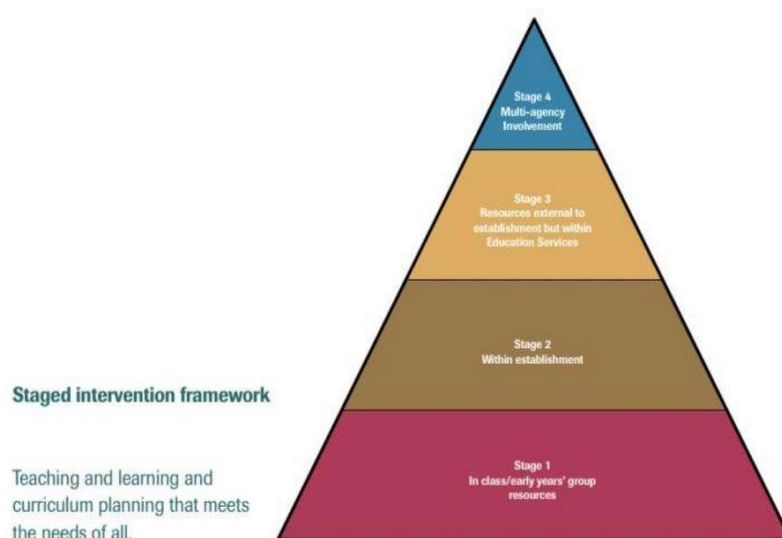 Stage 4
Multi-agency
Involvement
Stage 3
Resources external to
establishment but within
Education Services
Stage 2
Within establishment
Staged intervention framework
Stage 1
In class/early years' group
resources
Teaching and learning and
curriculum planning that meets
the needs of all.